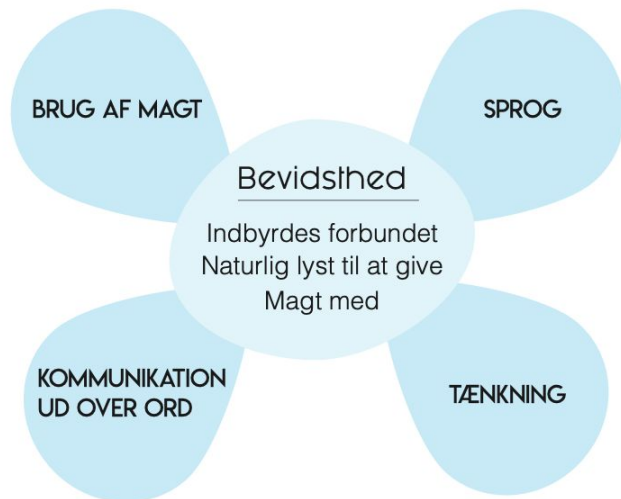 BRUG AF MAGT
SPROG
Bevidsthed
Indbyrdes forbundet
Naturlig lyst til at give
Magt med
KOMMUNIKATION
UD OVER ORD
TÆNKNING